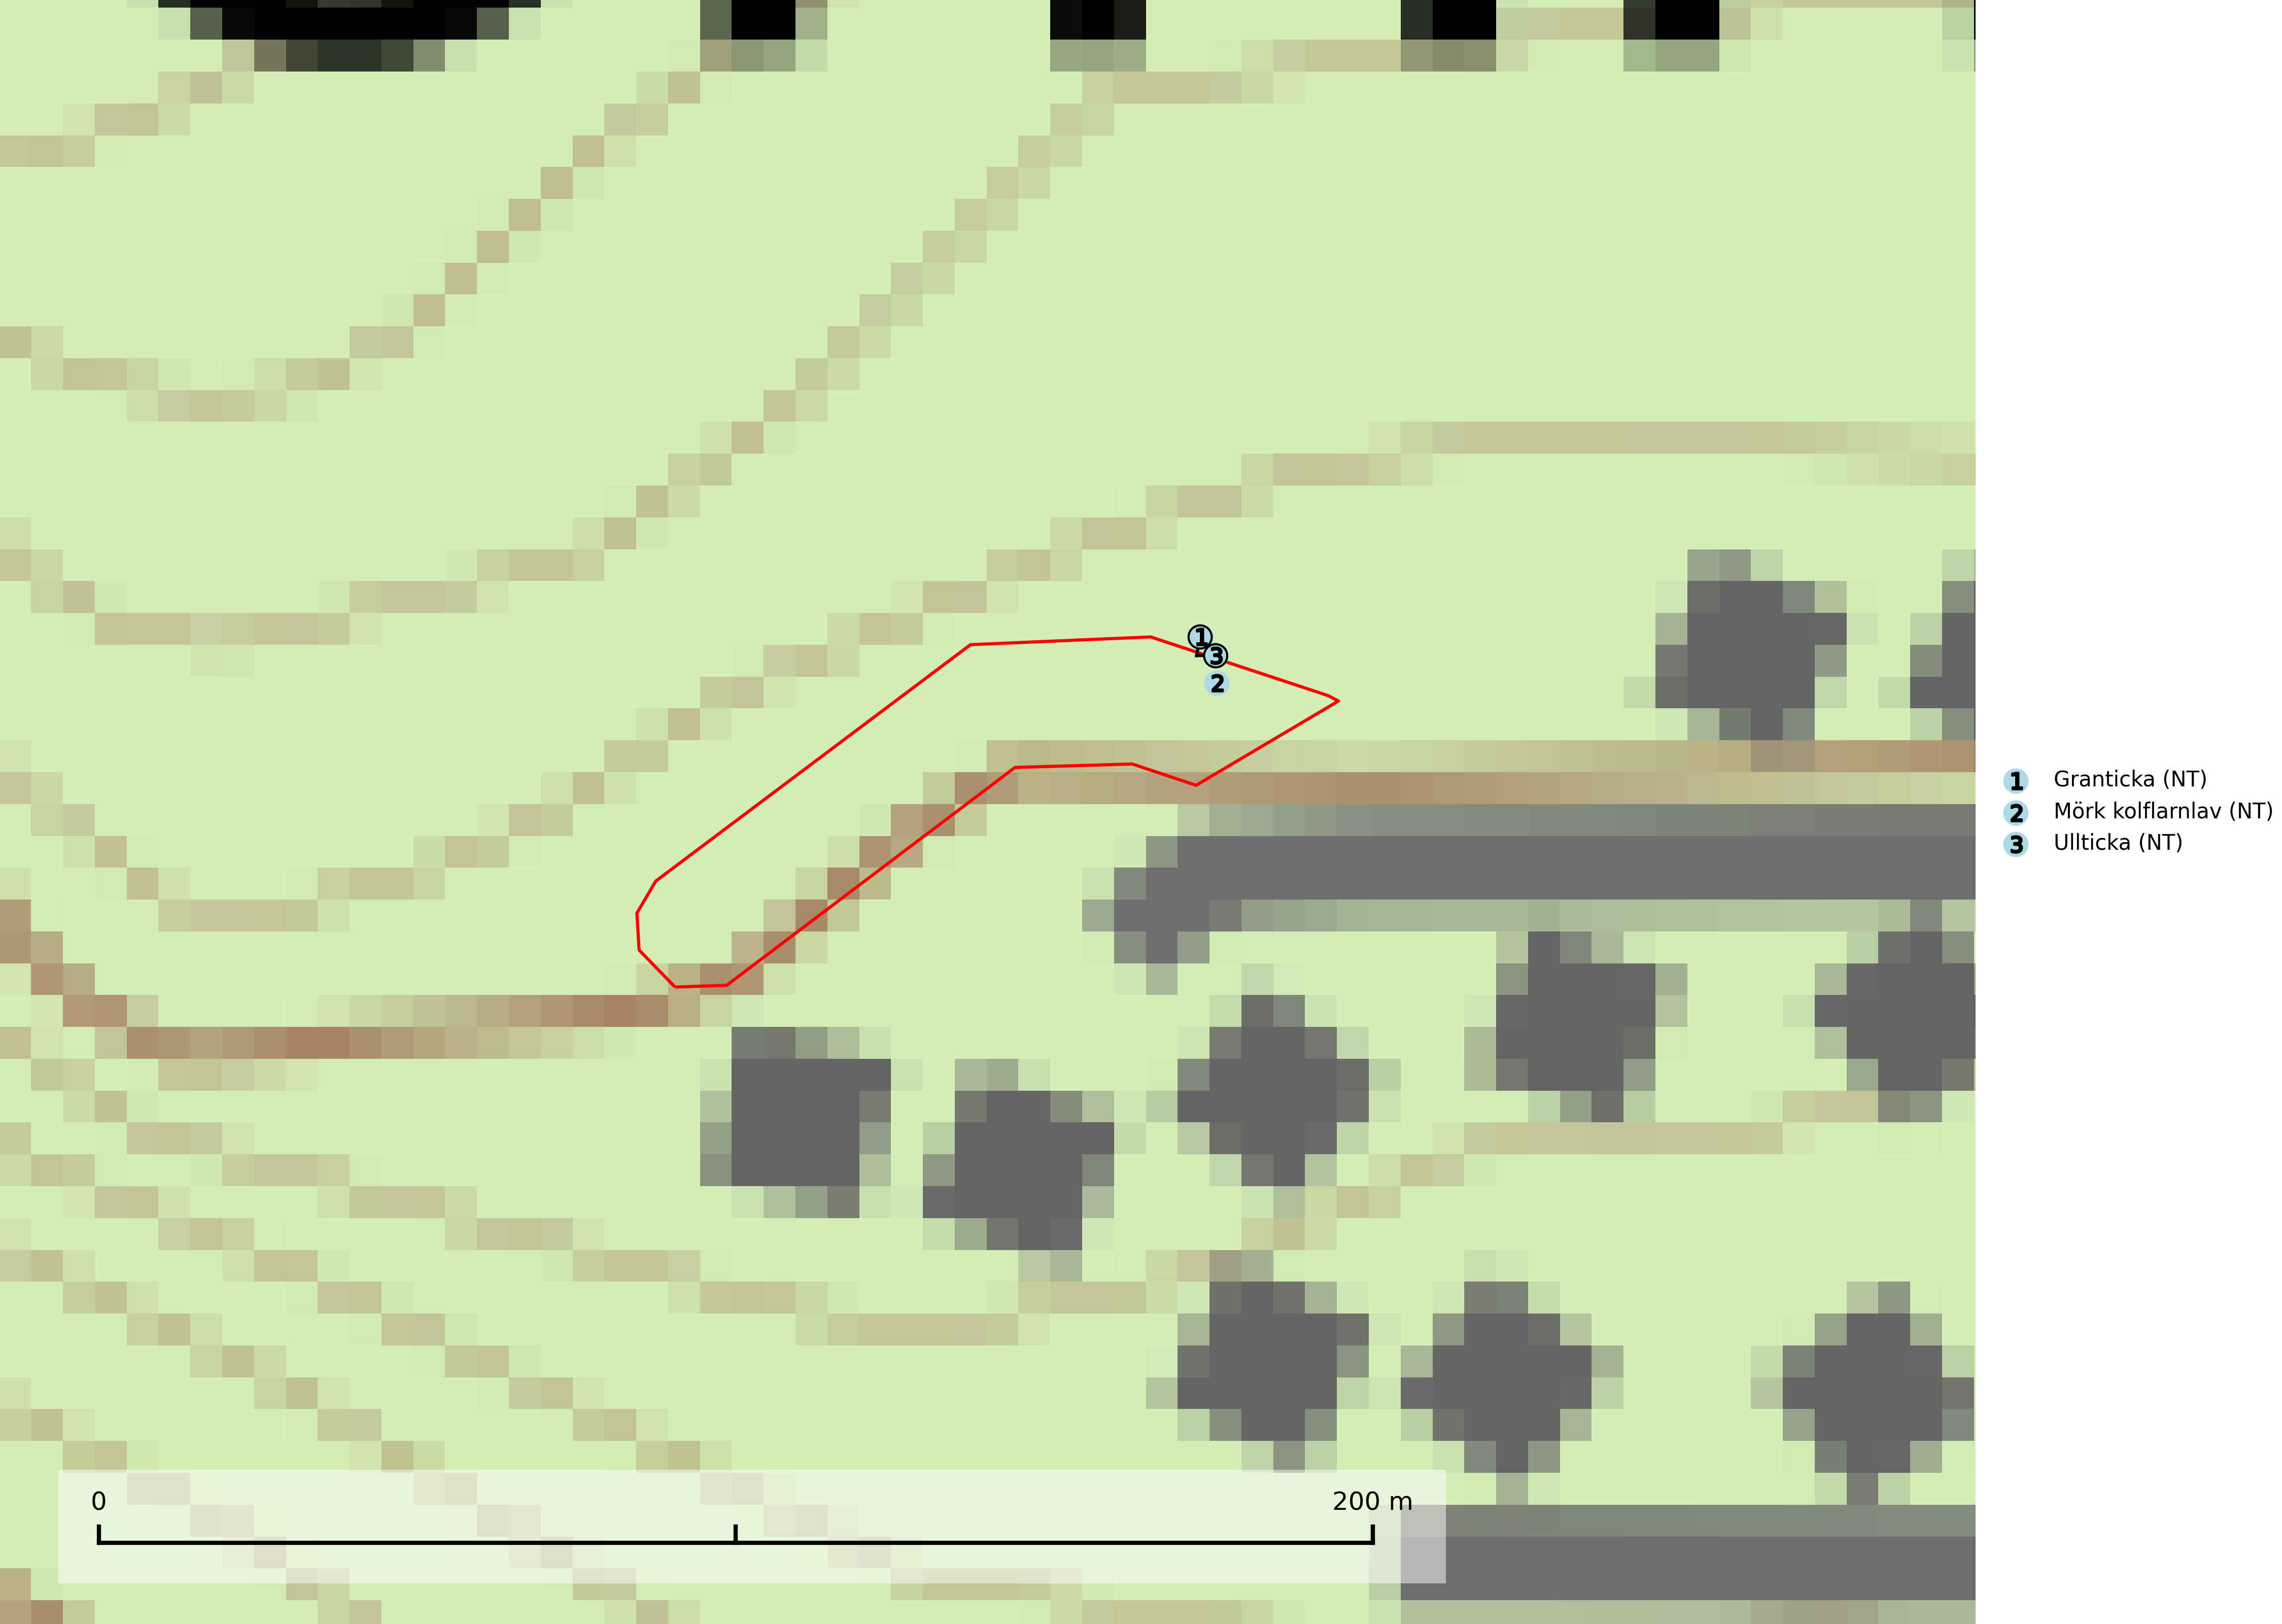 1
3
2
1 Granticka (NT)
2 Mörk kolflarnlav (NT)
3 Ullticka (NT)
0 200 m